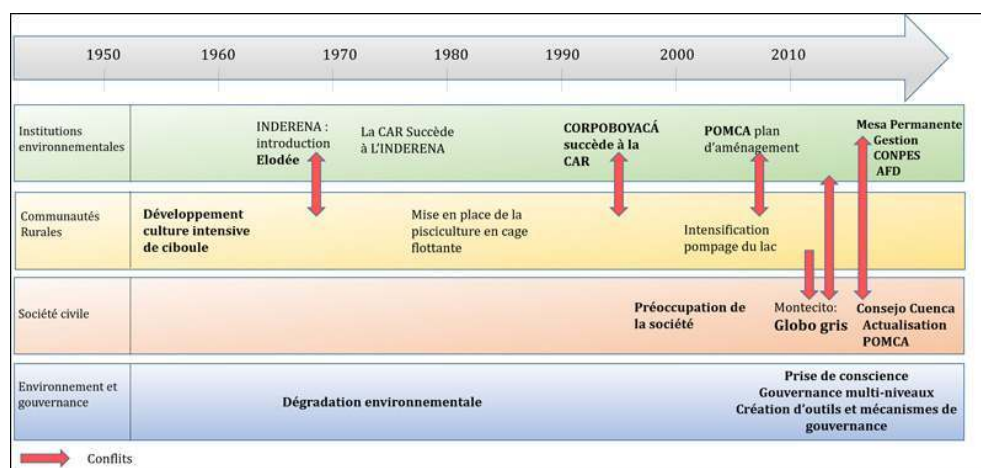 1950 1960 1970 1980 1990 2000 2010
Institutions
environnementales
INDERENA :
introduction
Elodée
La CAR Succède
à L'INDERENA
CORPOBOYACÁ
succède à la
CAR
POMCA plan
d'aménagement
Mesa Permanente
Gestion
CONPES
AFD
Communautés
Rurales
Développement
culture intensive
de ciboule
Mise en place de la
pisciculture en cage
flottante
Intensification
pompage du lac
Société civile
Préoccupation de
la société
Montecito:
Globo gris
Consejo Cuenca
Actualisation
POMCA
Environnement et
gouvernance
Dégradation environnementale
Prise de conscience
Gouvernance multi-niveaux
Création d'outils et mécanismes de
gouvernance
Conflits